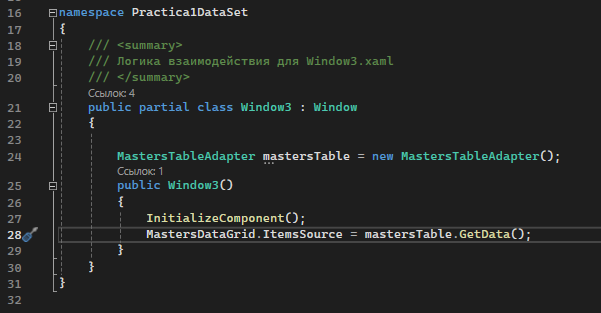 16 namespace Practical1DataSet
17 {
18 /// <summary>
19 /// Логика взаимодействия для Window3.xaml
20 /// </summary>
Ссылок: 4
21 public partial class Window3 : Window
22 {
23
24 MastersTableAdapter mastersTable = new MastersTableAdapter();
Ссылок: 1
25 public Window3()
26 {
27 InitializeComponent();
28 MastersDataGrid.ItemsSource = mastersTable.GetData();
29 }
30 }
31 }
32